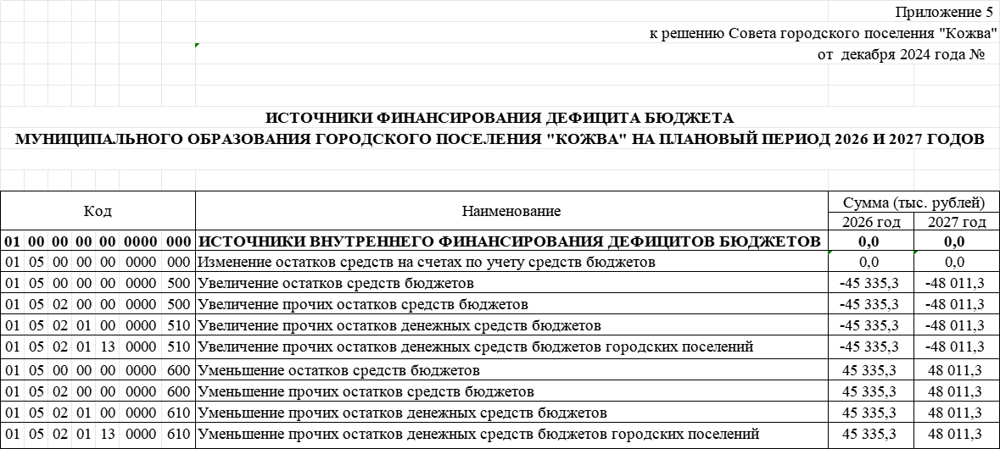 Приложение 5
к решению Совета городского поселения "Кожва"
от  декабря 2024 года №
ИСТОЧНИКИ ФИНАНСИРОВАНИЯ ДЕФИЦИТА БЮДЖЕТА
МУНИЦИПАЛЬНОГО ОБРАЗОВАНИЯ ГОРОДСКОГО ПОСЕЛЕНИЯ "КОЖВА" НА ПЛАНОВЫЙ ПЕРИОД 2026 И 2027 ГОДОВ
Код Наименование Сумма (тыс. рублей)
2026 год 2027 год
01 00 00 00 00 0000 000 ИСТОЧНИКИ ВНУТРЕННЕГО ФИНАНСИРОВАНИЯ ДЕФИЦИТОВ БЮДЖЕТОВ 0,0 0,0
01 05 00 00 00 0000 000 Изменение остатков средств на счетах по учету средств бюджетов 0,0 0,0
01 05 00 00 00 0000 500 Увеличение остатков средств бюджетов -45 335,3 -48 011,3
01 05 02 00 00 0000 500 Увеличение прочих остатков средств бюджетов -45 335,3 -48 011,3
01 05 02 01 00 0000 510 Увеличение прочих остатков денежных средств бюджетов -45 335,3 -48 011,3
01 05 02 01 13 0000 510 Увеличение прочих остатков денежных средств бюджетов городских поселений -45 335,3 -48 011,3
01 05 00 00 00 0000 600 Уменьшение остатков средств бюджетов 45 335,3 48 011,3
01 05 02 00 00 0000 600 Уменьшение прочих остатков средств бюджетов 45 335,3 48 011,3
01 05 02 01 00 0000 610 Уменьшение прочих остатков денежных средств бюджетов 45 335,3 48 011,3
01 05 02 01 13 0000 610 Уменьшение прочих остатков денежных средств бюджетов городских поселений 45 335,3 48 011,3